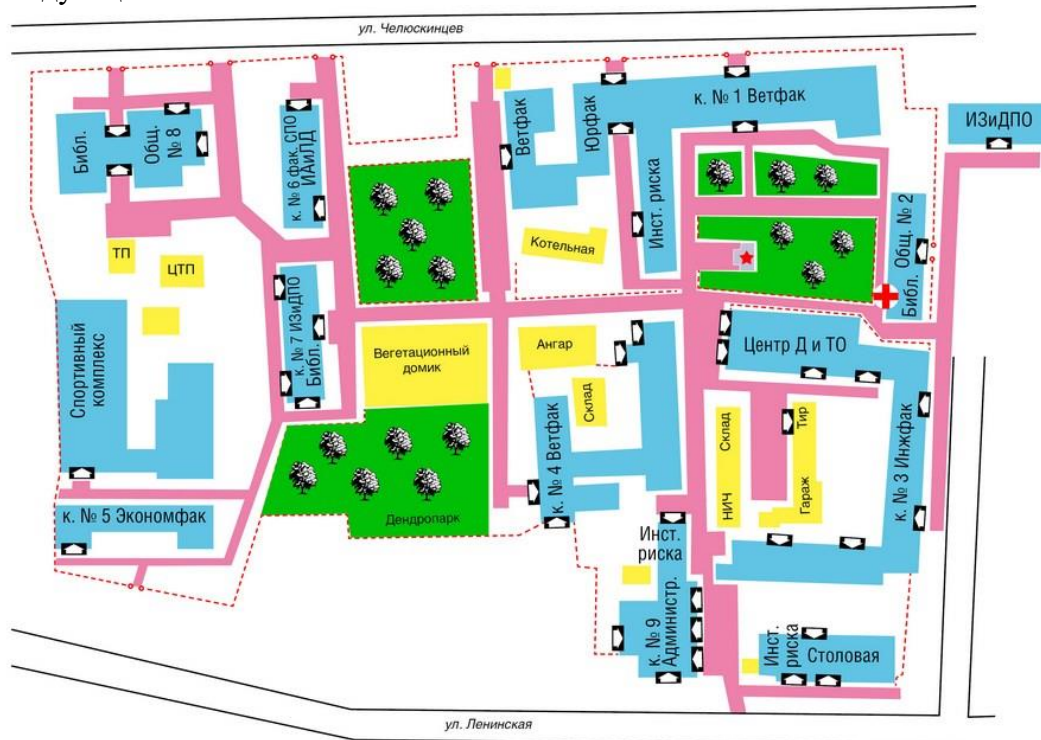 ул. Челюскинцев
Библ.
Общ.
№ 8
к. № 6 фак. СПО
ИАиЛД
Ветфак
Юрфак
к. № 1 Ветфак
ИЗиДПО
Инст. риска
Котельная
Библ. Общ. № 2
ТП
ЦТП
Спортивный
комплекс
к. № 7 ИЗиДПО
Библ.
Вегетационный
домик
Ангар
Склад
Центр Д и ТО
к. № 4 Ветфак
НИЧ Склад
Гараж Тир
к. № 3 Инжфак
Дендропарк
к. № 5 Экономфак
Инст.
риска
к. № 9
Администр.
Инст.
риска
Столовая
ул. Ленинская